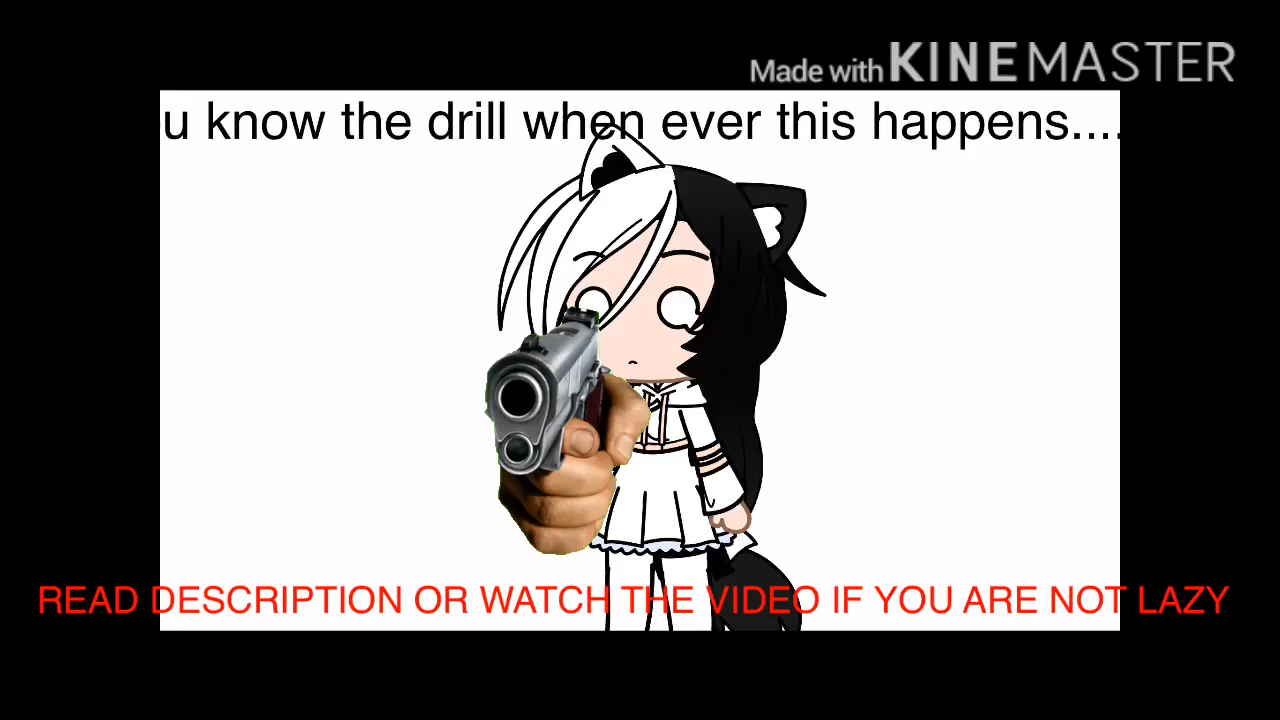 Made with KINEMASTER
u know the drill when ever this happens....
READ DESCRIPTION OR WATCH THE VIDEO IF YOU ARE NOT LAZY